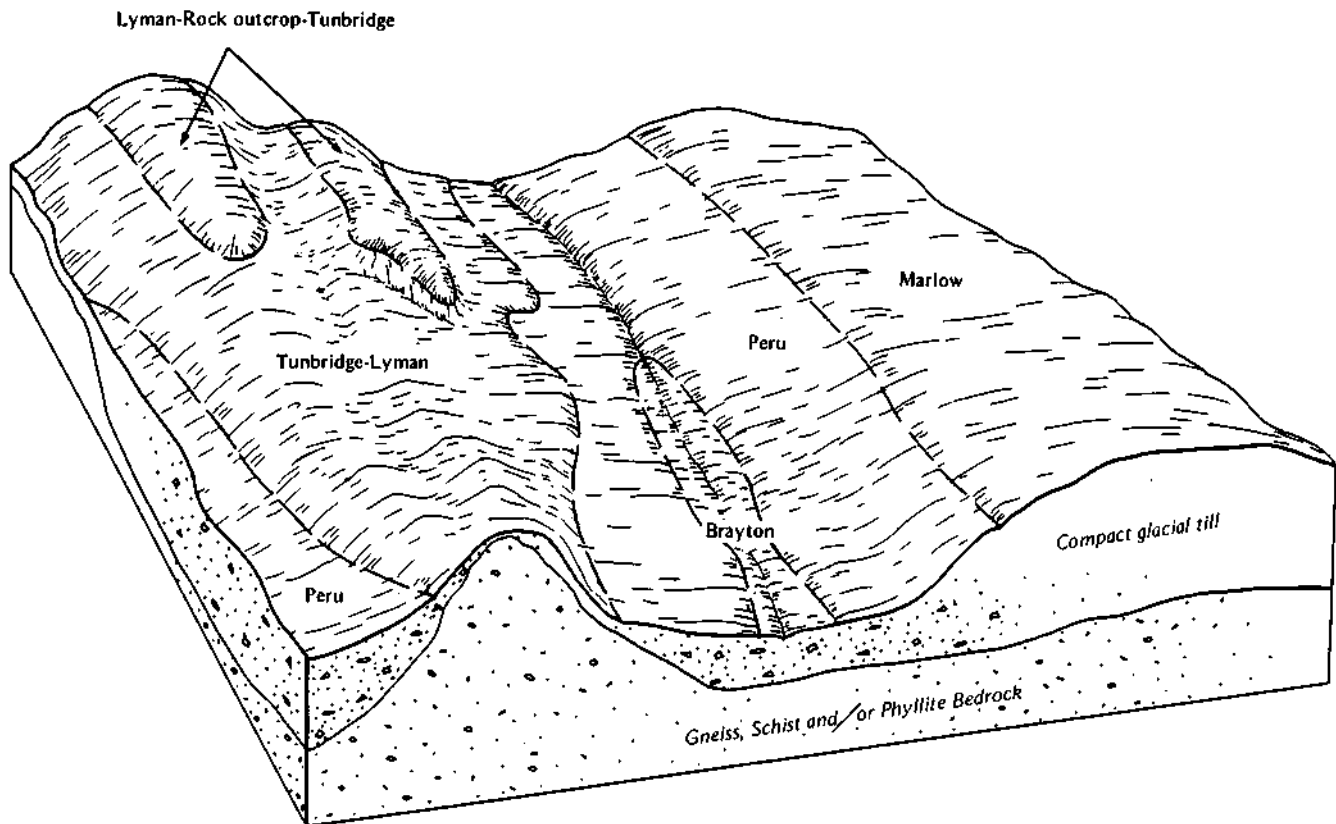 Lyman-Rock outcrop-Tunbridge
Marlow
Peru
Tunbridge-Lyman
Brayton
Compact glacial till
Peru
Gneiss, Schist and/or Phyllite Bedrock